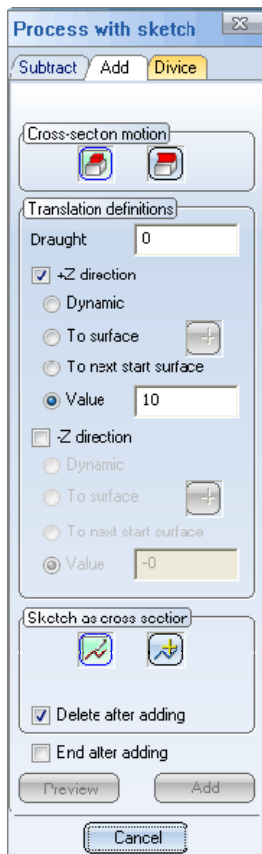 Process with sketch
Subtract Add Divice
Cross-secton motion
Translation definitions
Draught 0
+Z direction
Dynamic
To surface
To next start surface
Value 10
-Z direction
Dynamic
To surface
To next start surface
Value -0
Sketch as cross section
Delete after adding
End after adding
Preview Add
Cancel